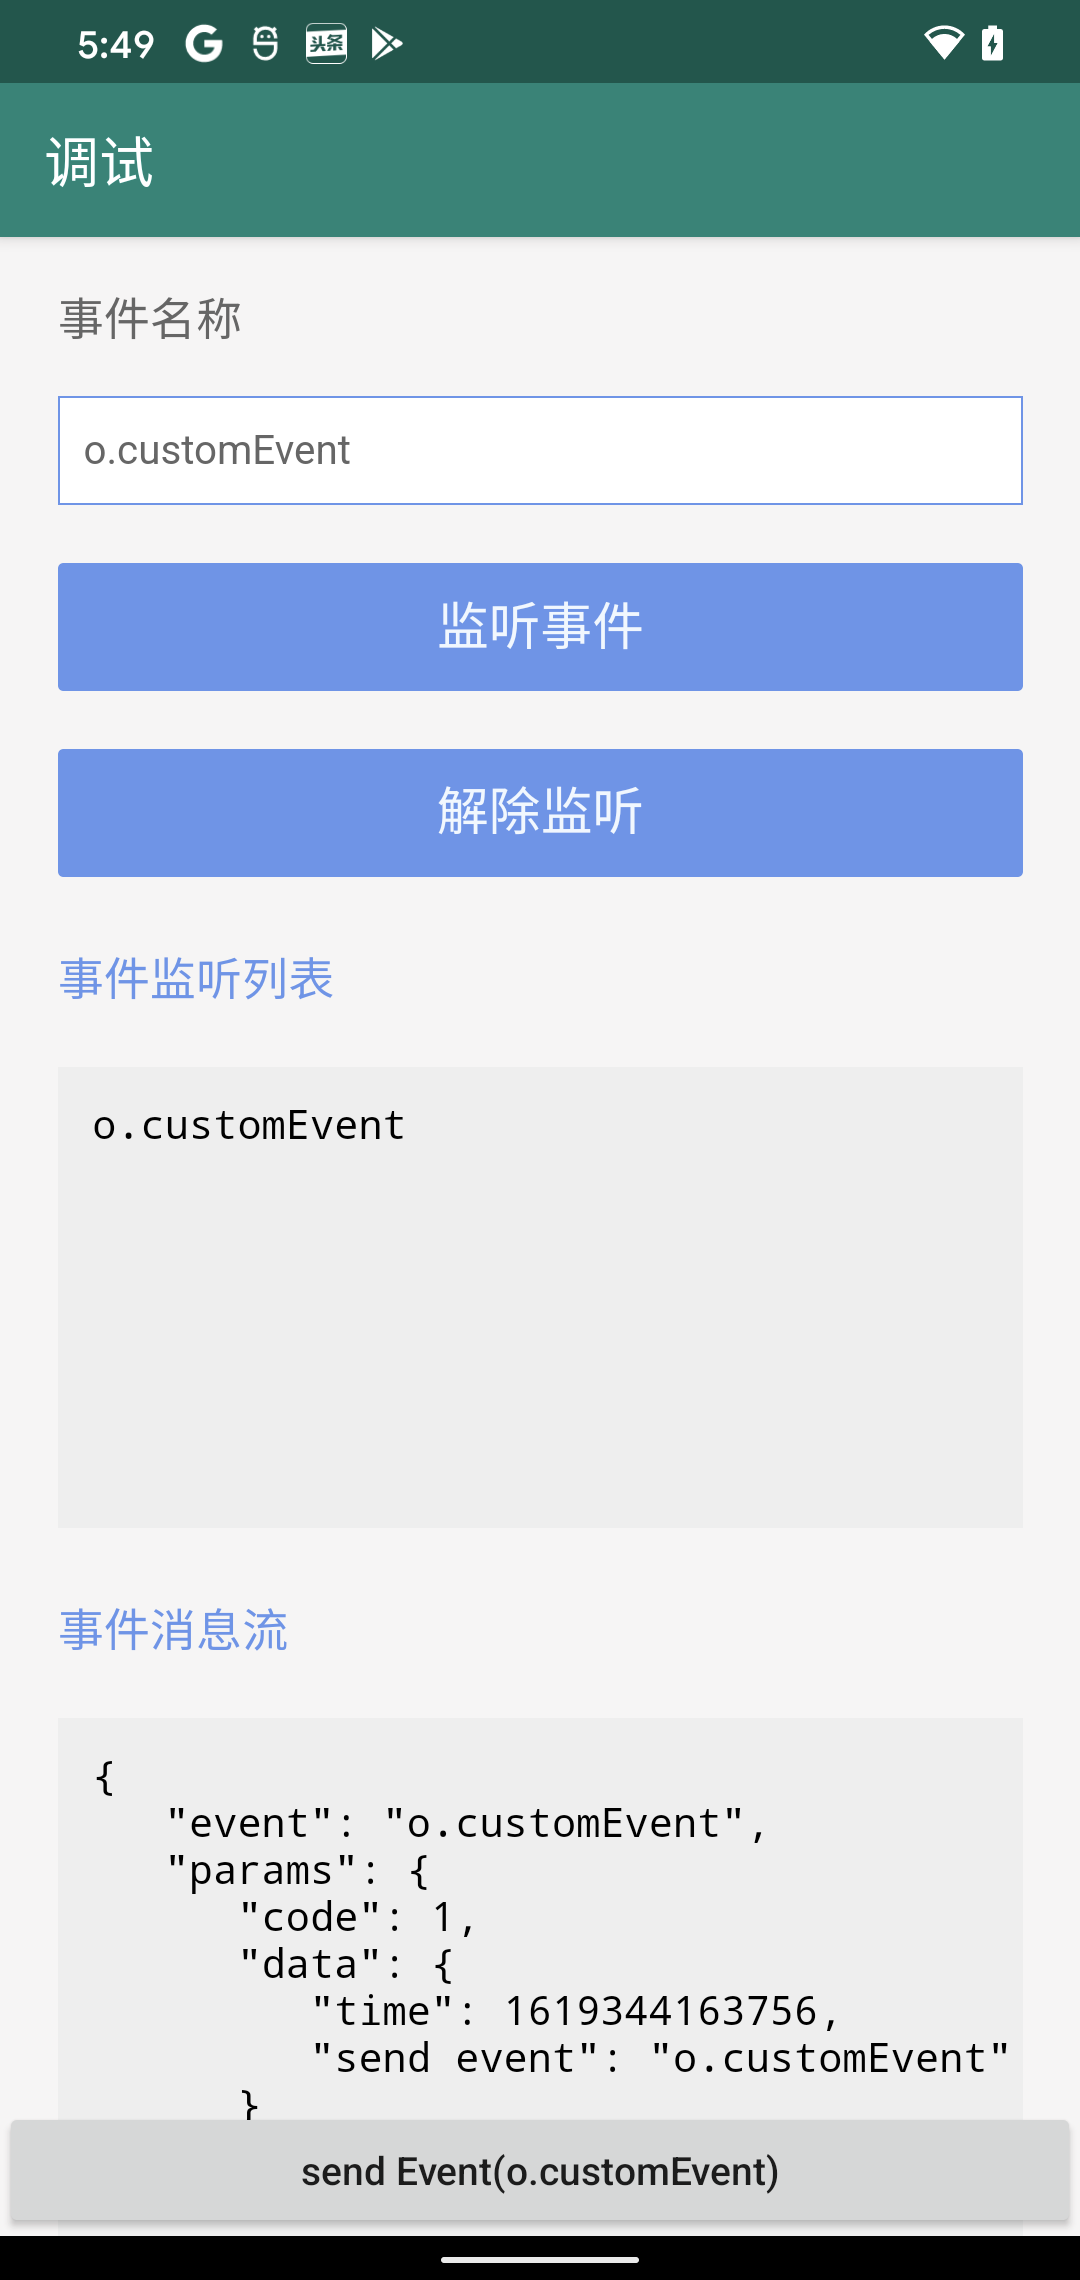 5:49 头条
调试
事件名称
o.customEvent
监听事件
解除监听
事件监听列表
o.customEvent
事件消息流
{
"event": "o.customEvent",
"params": {
"code": 1,
"data": {
"time": 1619344163756,
"send event": "o.customEvent"
}
send Event(o.customEvent)